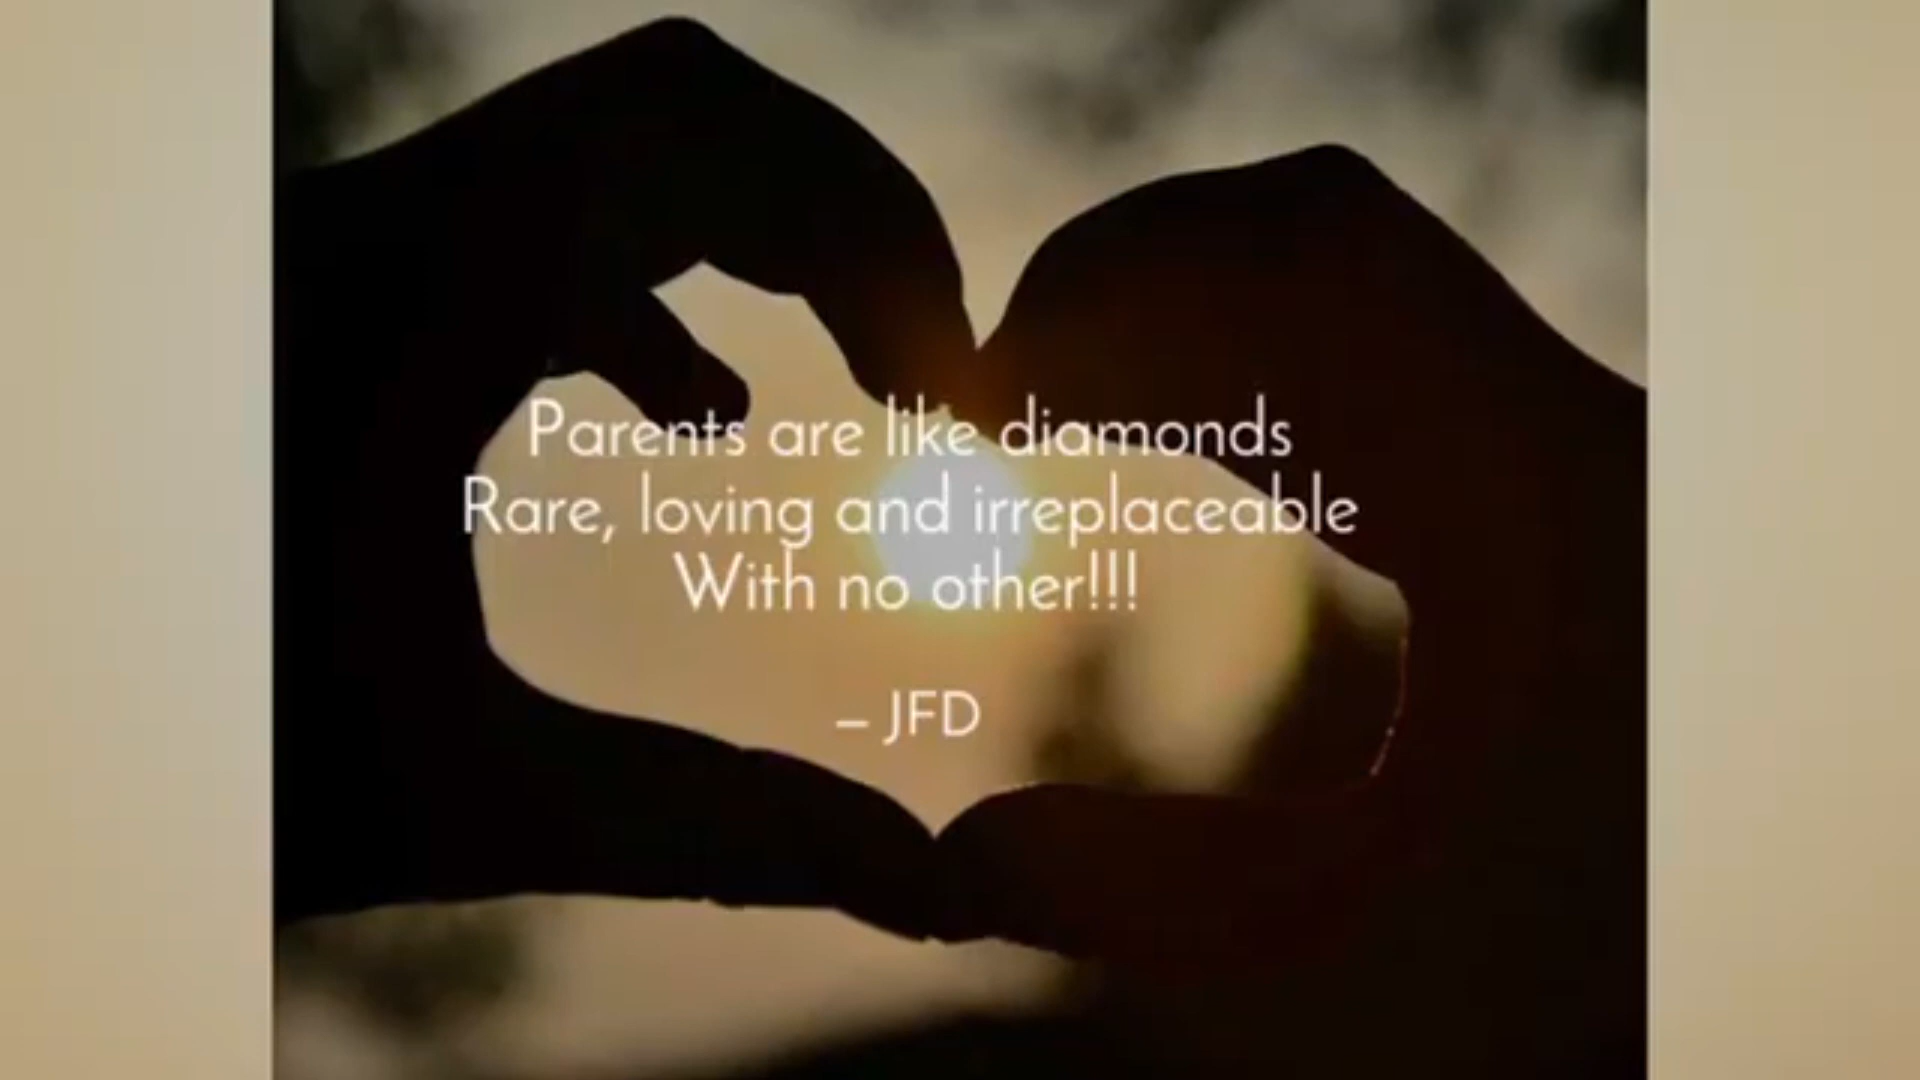 Parents are like diamonds
Rare, loving and irreplaceable
With no other!!!
– JFD